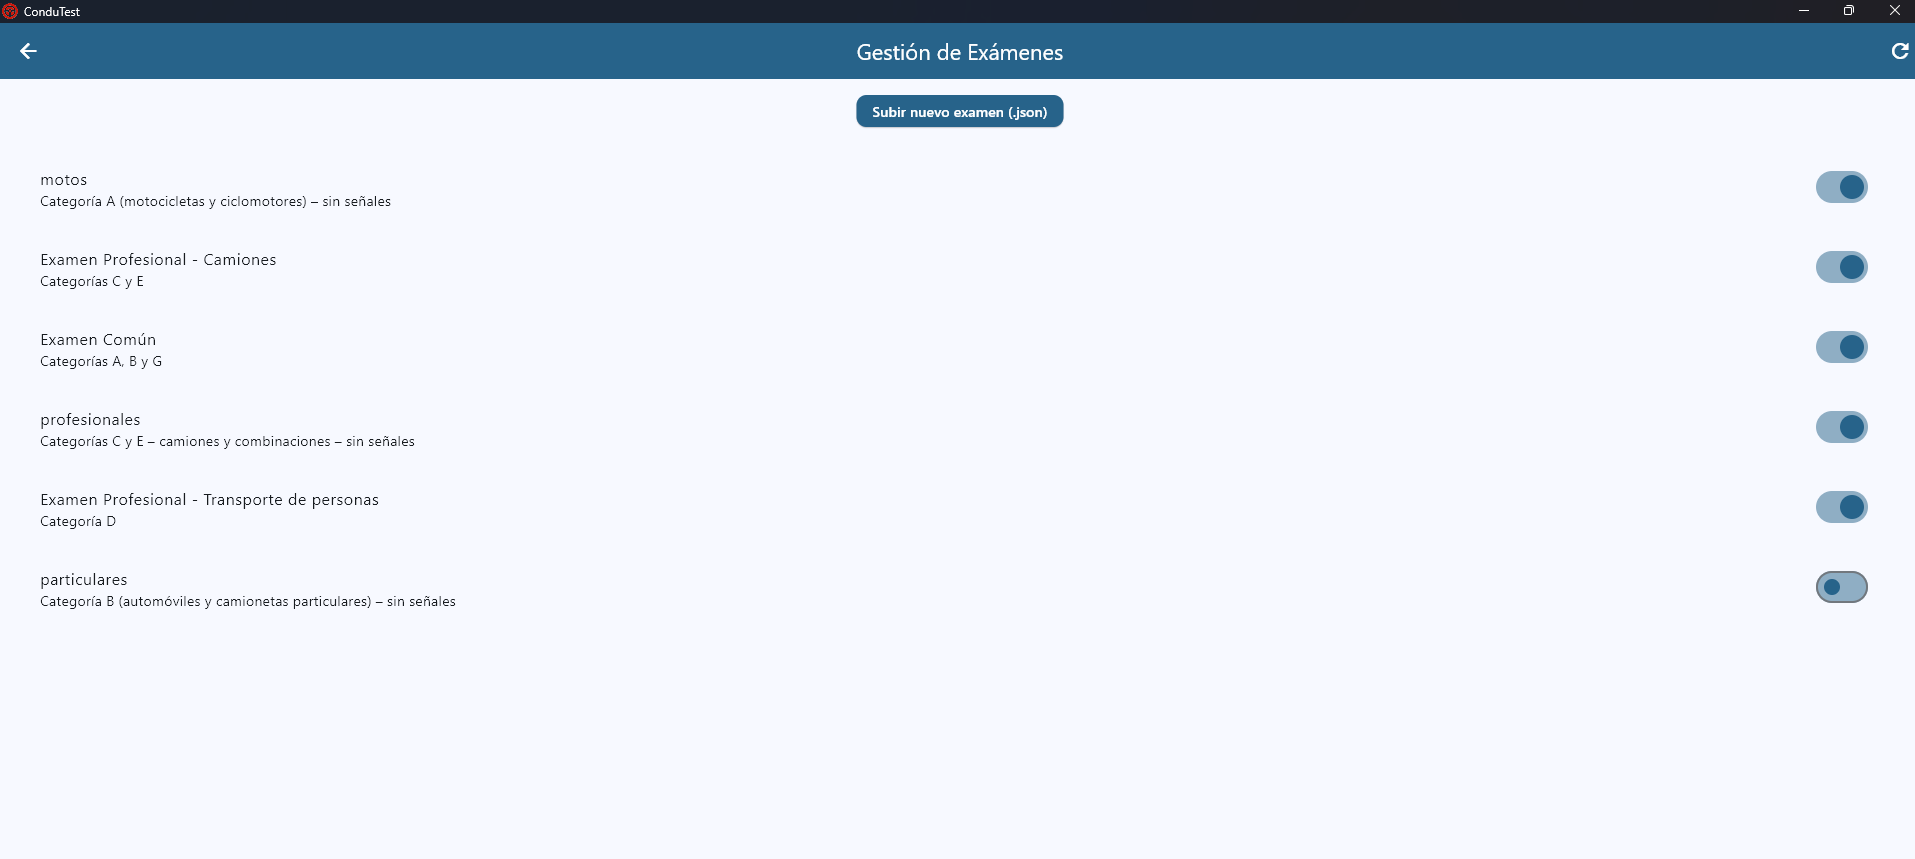 ConduTest
Gestión de Exámenes
Subir nuevo examen (.json)
motos
Categoría A (motocicletas y ciclomotores) – sin señales
Examen Profesional - Camiones
Categorías C y E
Examen Común
Categorías A, B y G
profesionales
Categorías C y E – camiones y combinaciones – sin señales
Examen Profesional - Transporte de personas
Categoría D
particulares
Categoría B (automóviles y camionetas particulares) – sin señales